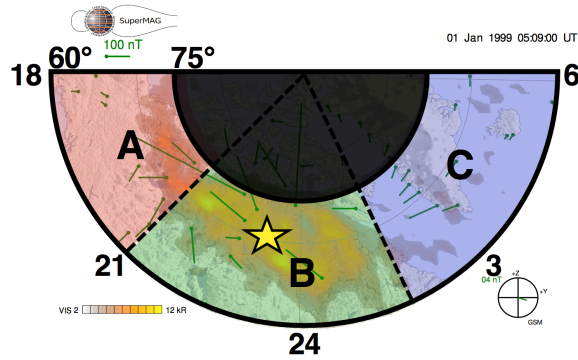 SuperMAG
100 nT
01 Jan 1999 05:09:00 UT
60° 75°
18 6
A
C
B
21 3
24
04 nT
+Z
+Y
GSM
VIS 2 12 kR